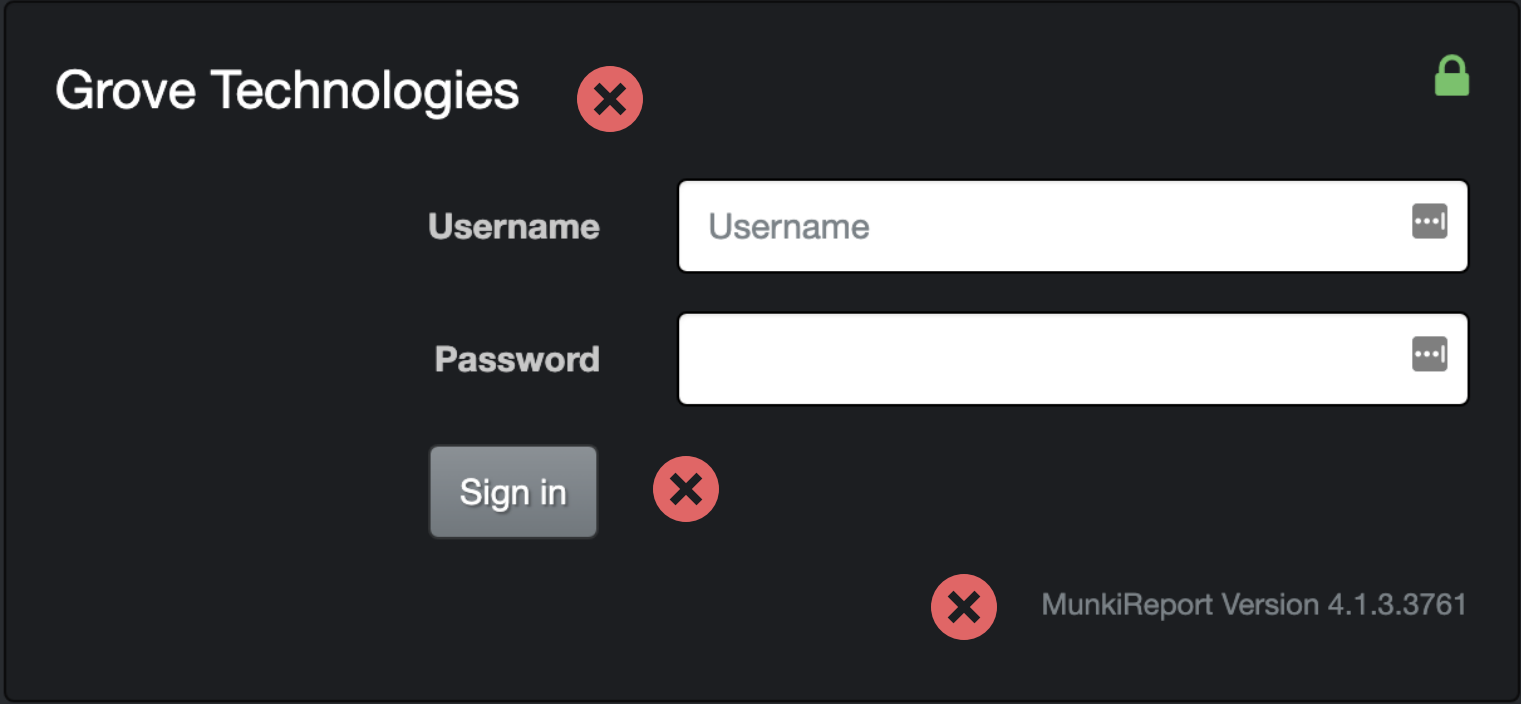 Grove Technologies
Username
Username
Password
Sign in
MunkiReport Version 4.1.3.3761